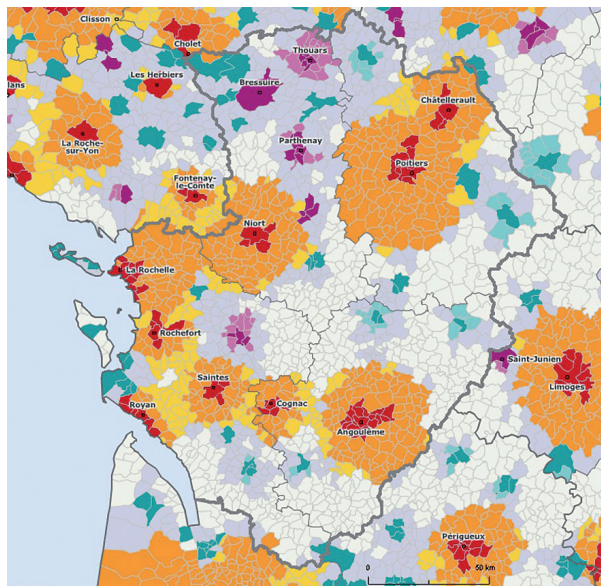 Clisson
Cholet
Thouars
Les Herbiers
Bressuire
Châtellerault
La Roche-
sur-Yon
Parthenay
Poitiers
Fontenay-
le-Comte
Niort
La Rochelle
Rochefort
Saint-Junien
Limoges
Saintes
Cognac
Royan
Angoulême
Périgueux
0 50 km